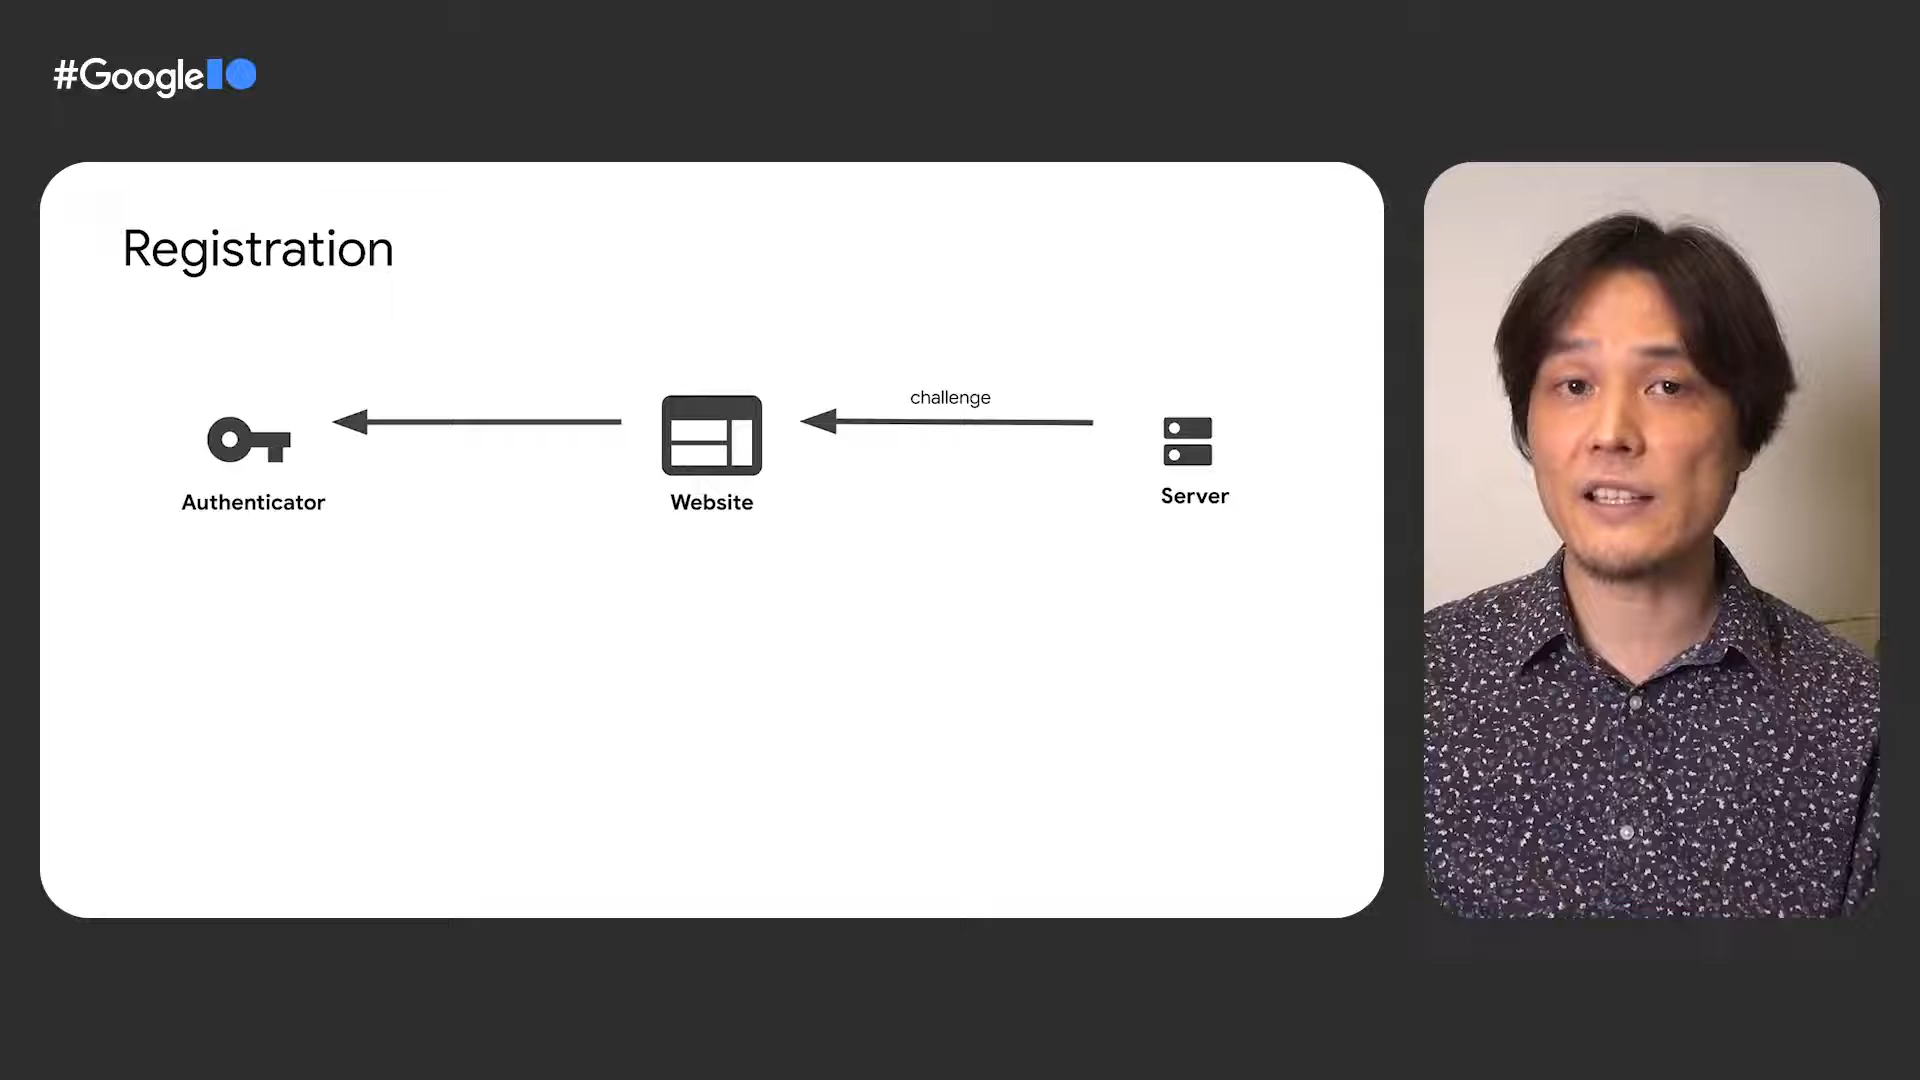 #GoogleIO
Registration
challenge
Authenticator
Website
Server